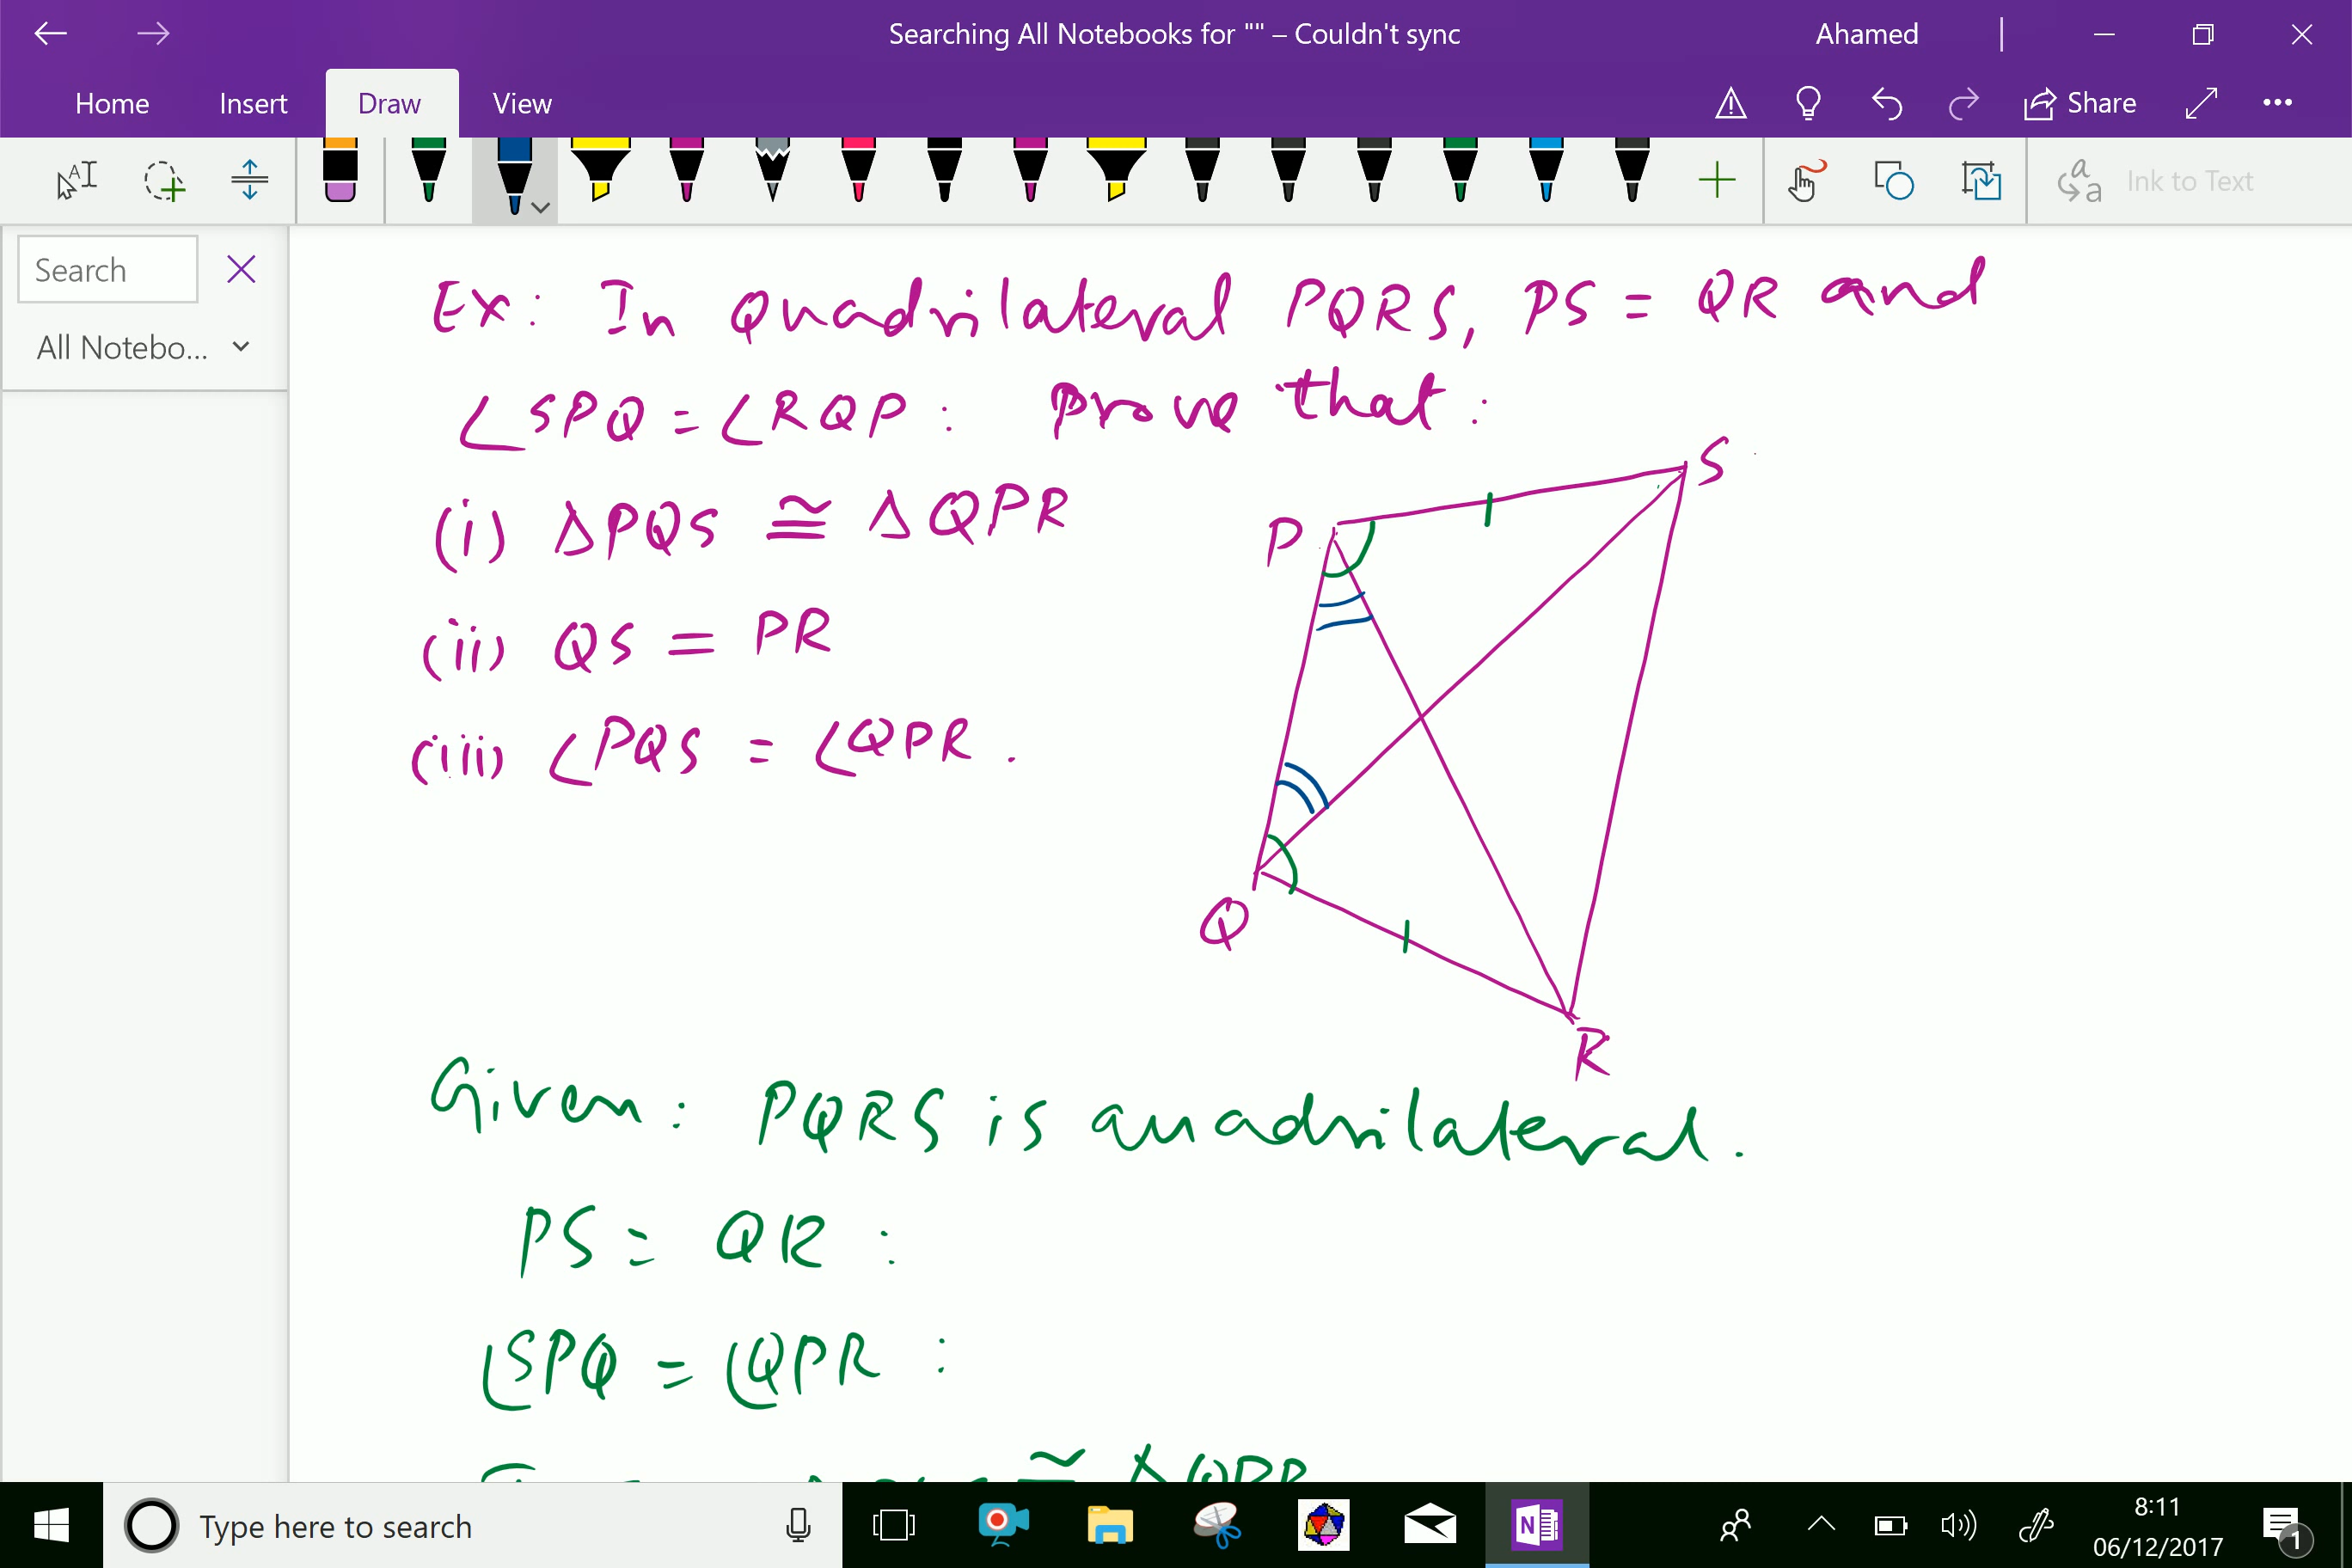 Searching All Notebooks for "" – Couldn't sync
Ahamed
Home Insert Draw View
Share
Ink to Text
Search
All Notebo...
Ex: In Quadrilateral PQRS, PS = QR and
∠SPQ = ∠RQP : Prove that :
(i) ΔPQS ≅ ΔQPR
(ii) QS = PR
(iii) ∠PQS = ∠QPR .
S
P
Q
R
Given : PQRS is quadrilateral.
PS = QR :
∠SPQ = ∠QPR :
≅ ΔQPR
Type here to search
N
8:11
06/12/2017
1